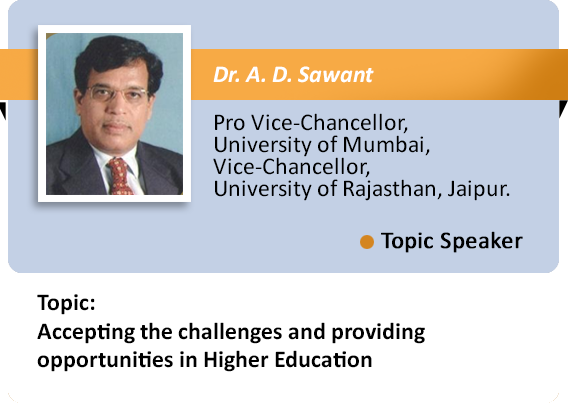 Dr. A. D. Sawant
Pro Vice-Chancellor,
University of Mumbai,
Vice-Chancellor,
University of Rajasthan, Jaipur.
Topic Speaker
Topic:
Accepting the challenges and providing
opportunities in Higher Education